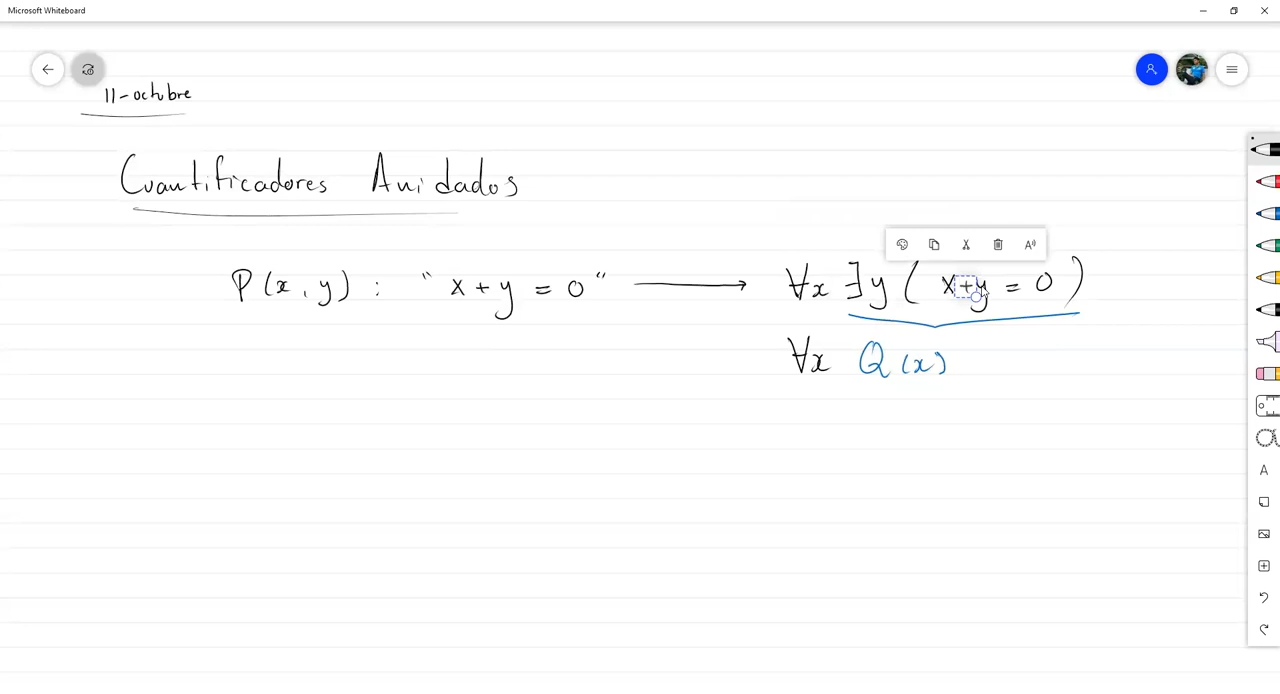 Microsoft Whiteboard
11-octubre
Cuantificadores Anidados
P(x, y) : "x + y = 0" ⟶ ∀x ∃y ( x+y = 0 )
∀x Q(x)